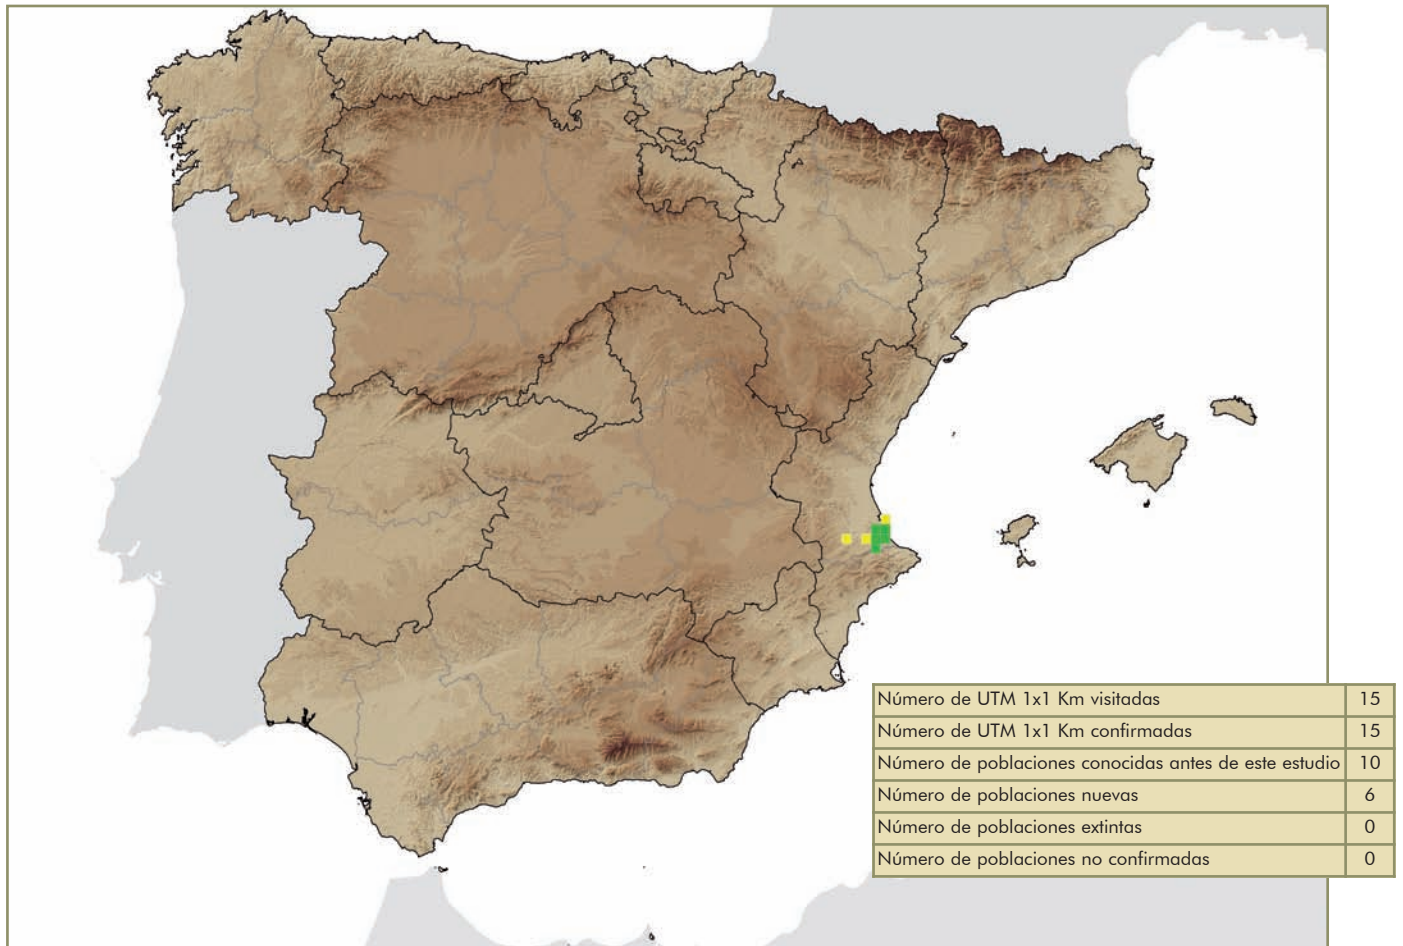 Número de UTM 1x1 Km visitadas 15
Número de UTM 1x1 Km confirmadas 15
Número de poblaciones conocidas antes de este estudio 10
Número de poblaciones nuevas 6
Número de poblaciones extintas 0
Número de poblaciones no confirmadas 0